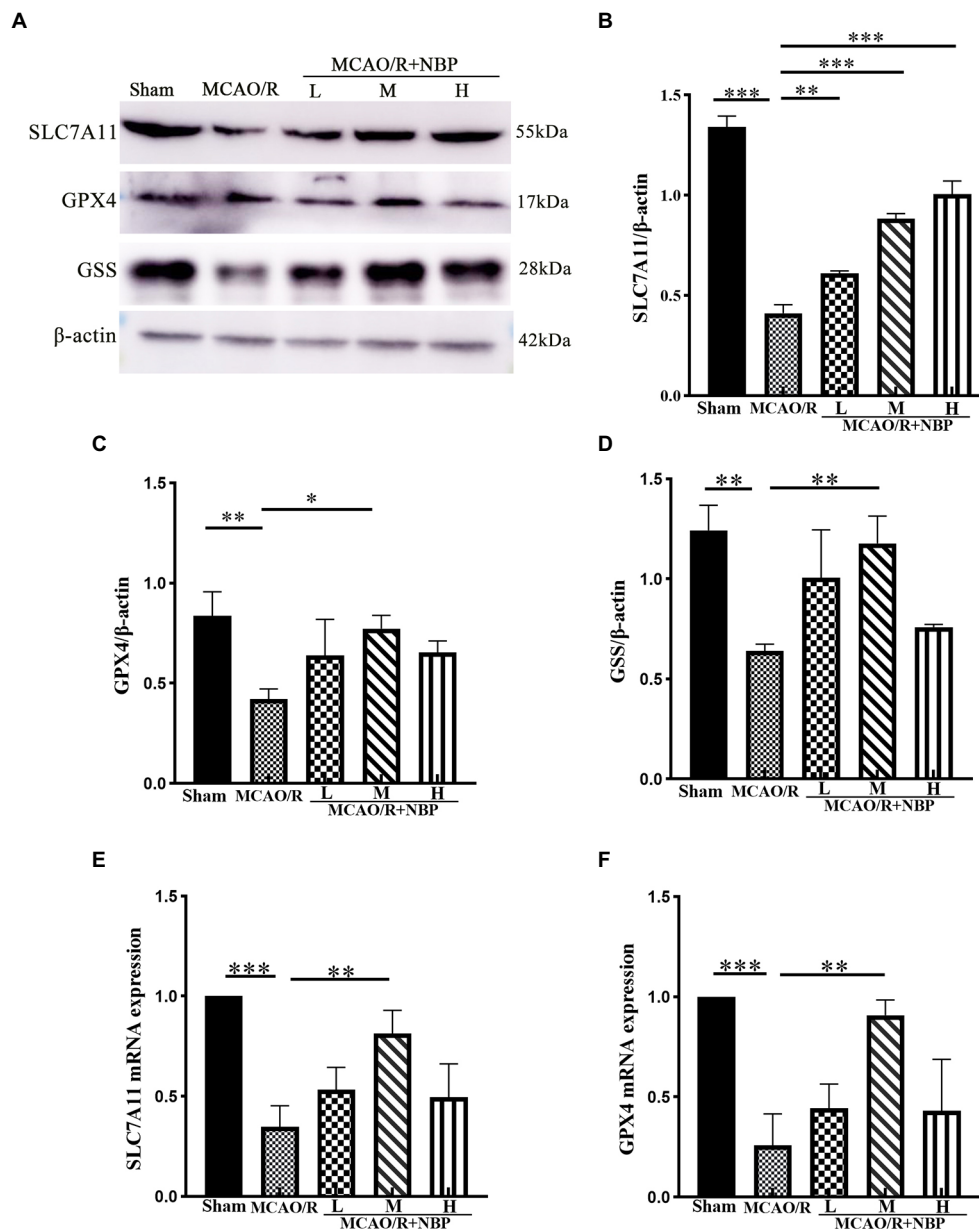 A
MCAO/R+NBP
Sham MCAO/R L M H
SLC7A11 55kDa
GPX4 17kDa
GSS 28kDa
β-actin 42kDa
B
***
***
*** **
SLC7A11/β-actin
1.5
1.0
0.5
0.0
Sham MCAO/R L M H
MCAO/R+NBP
C
** *
GPX4/β-actin
1.5
1.0
0.5
0.0
Sham MCAO/R L M H
MCAO/R+NBP
D
** **
GSS/β-actin
1.5
1.0
0.5
0.0
Sham MCAO/R L M H
MCAO/R+NBP
E
*** **
SLC7A11 mRNA expression
1.5
1.0
0.5
0.0
Sham MCAO/R L M H
MCAO/R+NBP
F
*** **
GPX4 mRNA expression
1.5
1.0
0.5
0.0
Sham MCAO/R L M H
MCAO/R+NBP